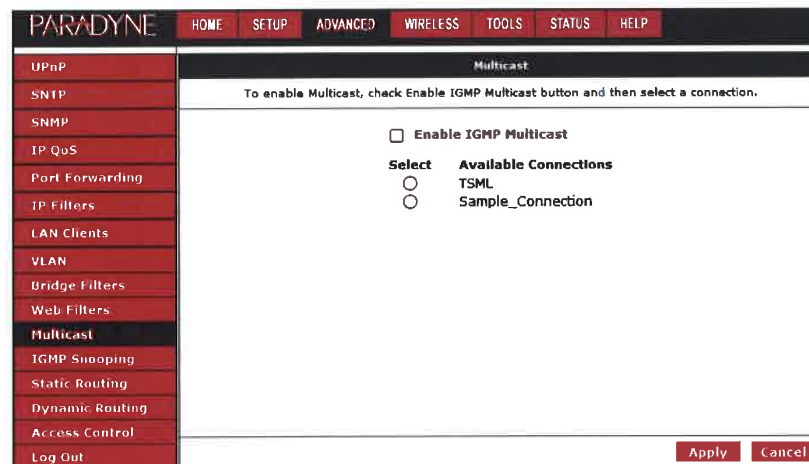 PARADYNE
HOME SETUP ADVANCED WIRELESS TOOLS STATUS HELP
UPnP
SNTP
SNMP
IP QoS
Port Forwarding
IP Filters
LAN Clients
VLAN
Bridge Filters
Web Filters
Multicast
IGMP Snooping
Static Routing
Dynamic Routing
Access Control
Log Out
Multicast
To enable Multicast, check Enable IGMP Multicast button and then select a connection.
Enable IGMP Multicast
Select Available Connections
TSML
Sample_Connection
Apply Cancel